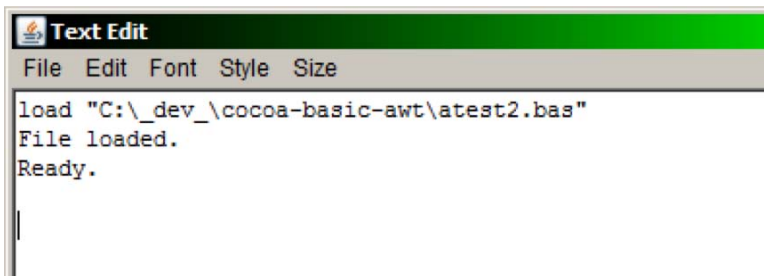 Text Edit
File Edit Font Style Size
load "C:\_dev_\cocoa-basic-awt\atest2.bas"
File loaded.
Ready.